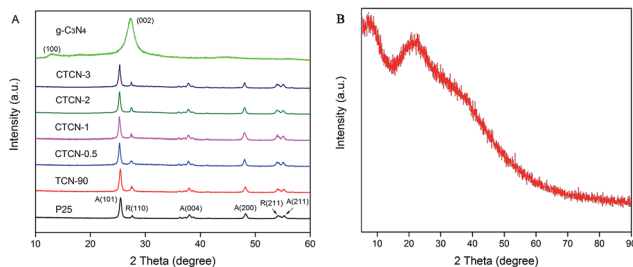 A
g-C3N4
(002)
(100)
CTCN-3
CTCN-2
CTCN-1
CTCN-0.5
TCN-90
P25
A(101)
R(110)
A(004)
A(200)
R(211)
A(211)
Intensity (a.u.)
10 20 30 40 50 60
2 Theta (degree)
B
Intensity (a.u.)
10 20 30 40 50 60 70 80 90
2 Theta (degree)